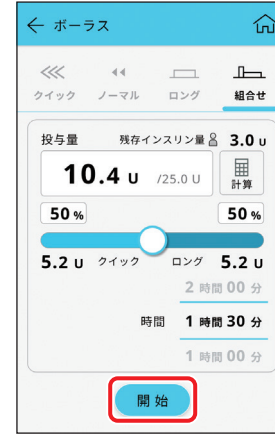 ← ボーラス
クイック ノーマル ロング 組合せ
投与量 残存インスリン量 3.0 U
10.4 U /25.0 U 計算
50 % 50 %
5.2 U クイック ロング 5.2 U
2 時間 00 分
時間 1 時間 30 分
1 時間 00 分
開始